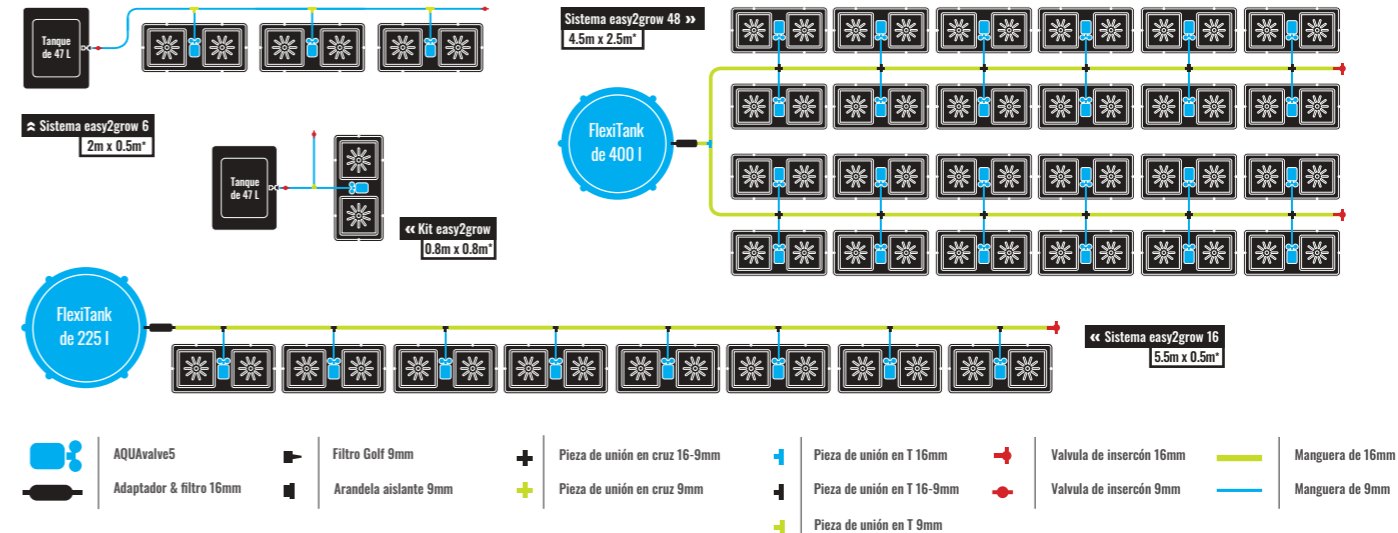 Tanque
de 47 L
Sistema easy2grow 6
2m x 0.5m*
Tanque
de 47 L
« Kit easy2grow
0.8m x 0.8m*
Sistema easy2grow 48 »
4.5m x 2.5m*
FlexiTank
de 400 l
FlexiTank
de 225 l
« Sistema easy2grow 16
5.5m x 0.5m*
AQUAvalve5
Adaptador & filtro 16mm
Filtro Golf 9mm
Arandela aislante 9mm
Pieza de unión en cruz 16-9mm
Pieza de unión en cruz 9mm
Pieza de unión en T 16mm
Pieza de unión en T 16-9mm
Pieza de unión en T 9mm
Valvula de insercón 16mm
Valvula de insercón 9mm
Manguera de 16mm
Manguera de 9mm